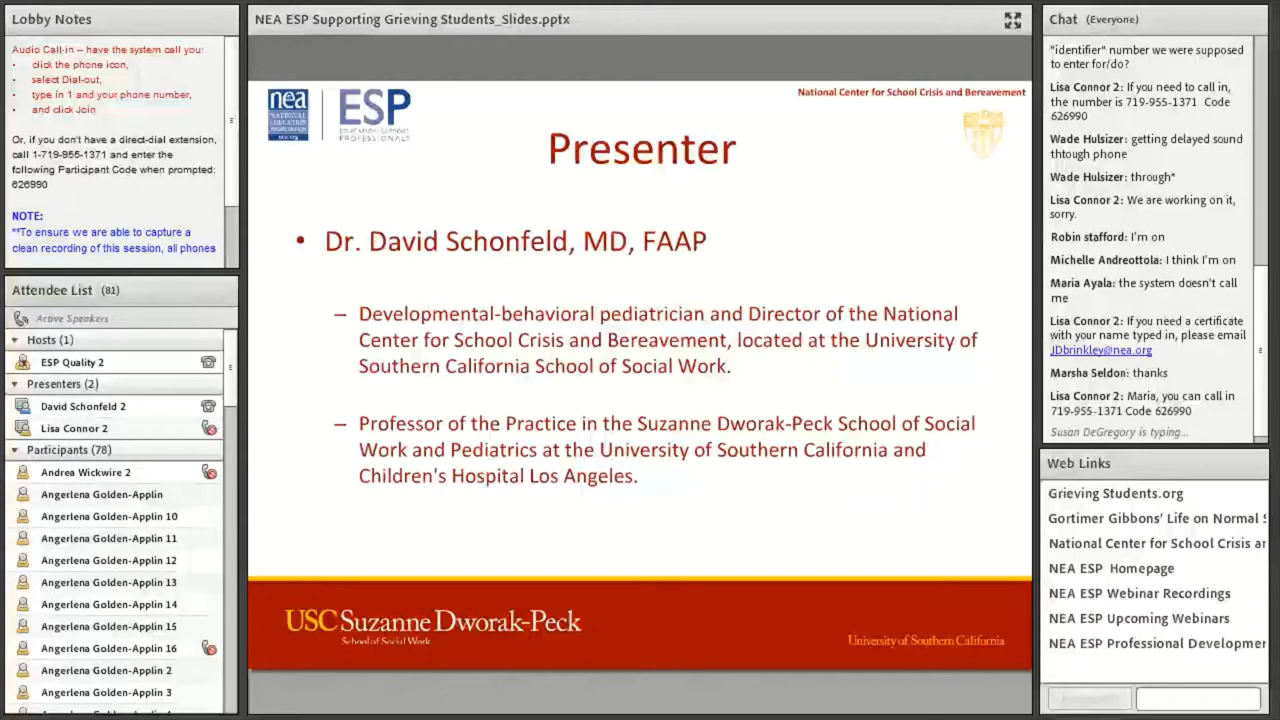 Lobby Notes
Audio Call-in – have the system call you:
• click the phone icon,
• select Dial-out,
• type in 1 and your phone number,
• and click Join
Or, if you don't have a direct-dial extension,
call 1-719-955-1371 and enter the
following Participant Code when prompted:
626990
NOTE:
**To ensure we are able to capture a
clean recording of this session, all phones
Attendee List (81)
Active Speakers
Hosts (1)
ESP Quality 2
Presenters (2)
David Schonfeld 2
Lisa Connor 2
Participants (78)
Andrea Wickwire 2
Angerlena Golden-Applin
Angerlena Golden-Applin 10
Angerlena Golden-Applin 11
Angerlena Golden-Applin 12
Angerlena Golden-Applin 13
Angerlena Golden-Applin 14
Angerlena Golden-Applin 15
Angerlena Golden-Applin 16
Angerlena Golden-Applin 2
Angerlena Golden-Applin 3
NEA ESP Supporting Grieving Students_Slides.pptx
nea
NATIONAL EDUCATION
ASSOCIATION
ESP
EDUCATION SUPPORT
PROFESSIONALS
National Center for School Crisis and Bereavement
Presenter
• Dr. David Schonfeld, MD, FAAP
– Developmental-behavioral pediatrician and Director of the National
Center for School Crisis and Bereavement, located at the University of
Southern California School of Social Work.
– Professor of the Practice in the Suzanne Dworak-Peck School of Social
Work and Pediatrics at the University of Southern California and
Children's Hospital Los Angeles.
USC Suzanne Dworak-Peck
School of Social Work
University of Southern California
Chat (Everyone)
"identifier" number we were supposed
to enter for/do?
Lisa Connor 2: If you need to call in,
the number is 719-955-1371 Code
626990
Wade Hulsizer: getting delayed sound
thtough phone
Wade Hulsizer: through*
Lisa Connor 2: We are working on it,
sorry.
Robin stafford: I'm on
Michelle Andreottola: I think I'm on
Maria Ayala: the system doesn't call
me
Lisa Connor 2: If you need a certificate
with your name typed in, please email
JDbrinkley@nea.org
Marsha Seldon: thanks
Lisa Connor 2: Maria, you can call in
719-955-1371 Code 626990
Susan DeGregory is typing...
Web Links
Grieving Students.org
Gortimer Gibbons' Life on Normal S
National Center for School Crisis ar
NEA ESP Homepage
NEA ESP Webinar Recordings
NEA ESP Upcoming Webinars
NEA ESP Professional Developmer